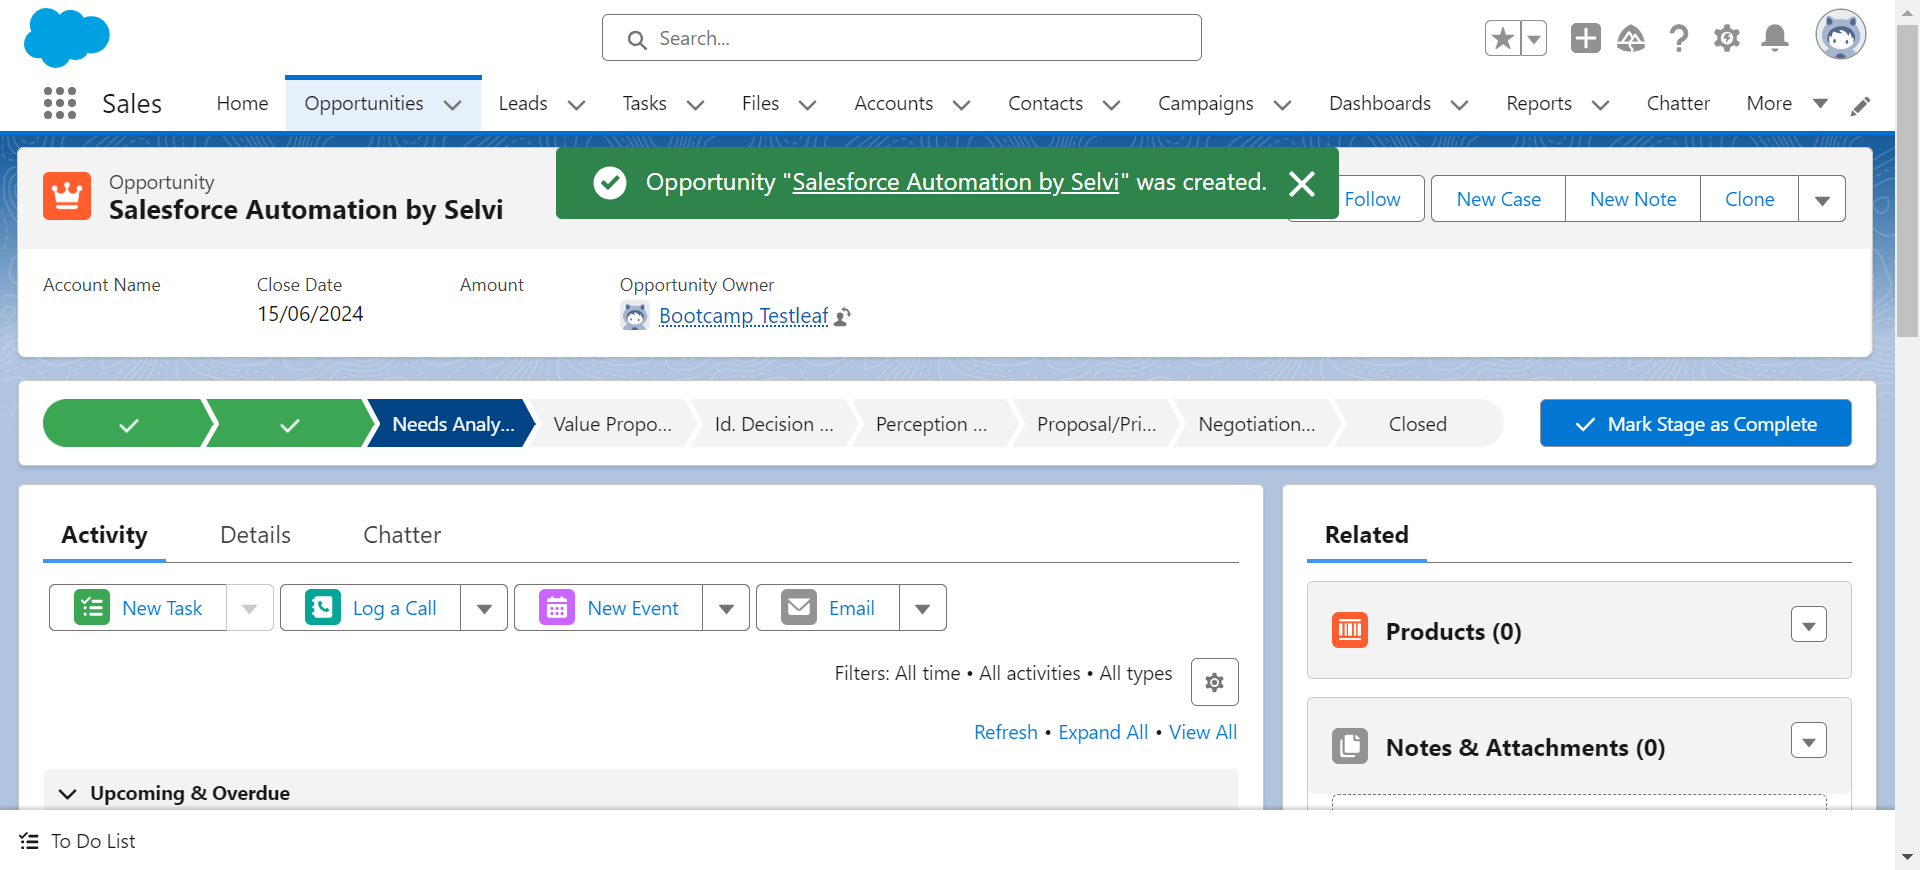 Search...
Sales
Home
Opportunities
Leads
Tasks
Files
Accounts
Contacts
Campaigns
Dashboards
Reports
Chatter
More
Opportunity
Salesforce Automation by Selvi
Opportunity "Salesforce Automation by Selvi" was created.
Follow
New Case
New Note
Clone
Account Name
Close Date
15/06/2024
Amount
Opportunity Owner
Bootcamp Testleaf
Needs Analy...
Value Propo...
Id. Decision ...
Perception ...
Proposal/Pri...
Negotiation...
Closed
Mark Stage as Complete
Activity
Details
Chatter
New Task
Log a Call
New Event
Email
Filters: All time • All activities • All types
Refresh • Expand All • View All
Upcoming & Overdue
Related
Products (0)
Notes & Attachments (0)
To Do List